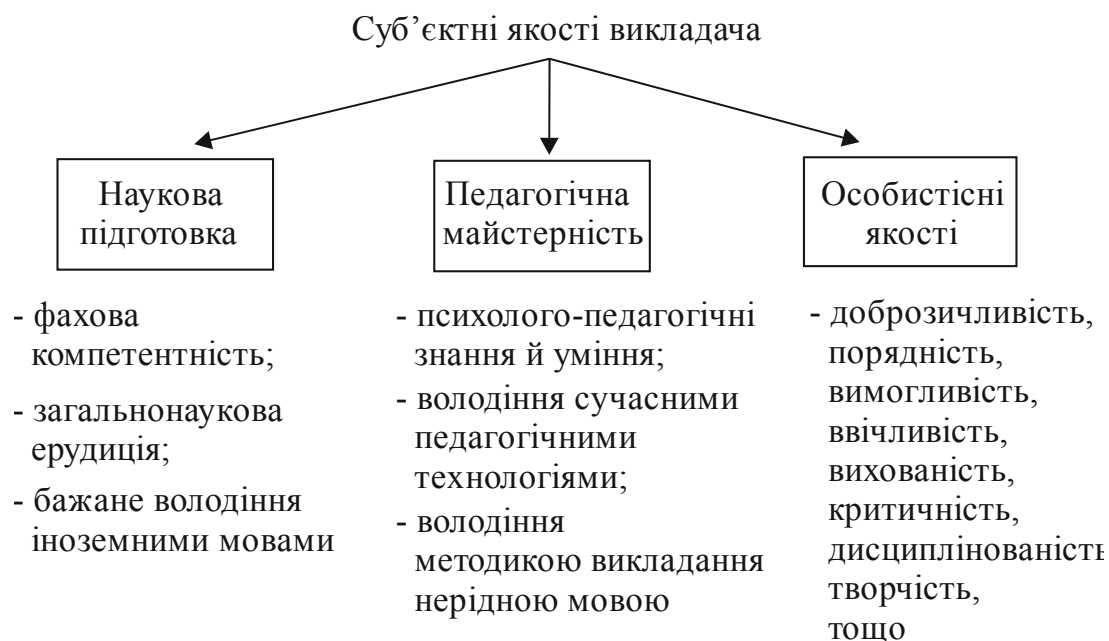 Суб’єктні якості викладача
Наукова
підготовка
Педагогічна
майстерність
Особистісні
якості
- фахова
компетентність;
- загальнонаукова
ерудиція;
- бажане володіння
іноземними мовами
- психолого-педагогічні
знання й уміння;
- володіння сучасними
педагогічними
технологіями;
- володіння
методикою викладання
нерідною мовою
- доброзичливість,
порядність,
вимогливість,
ввічливість,
вихованість,
критичність,
дисциплінованість
творчість,
тощо